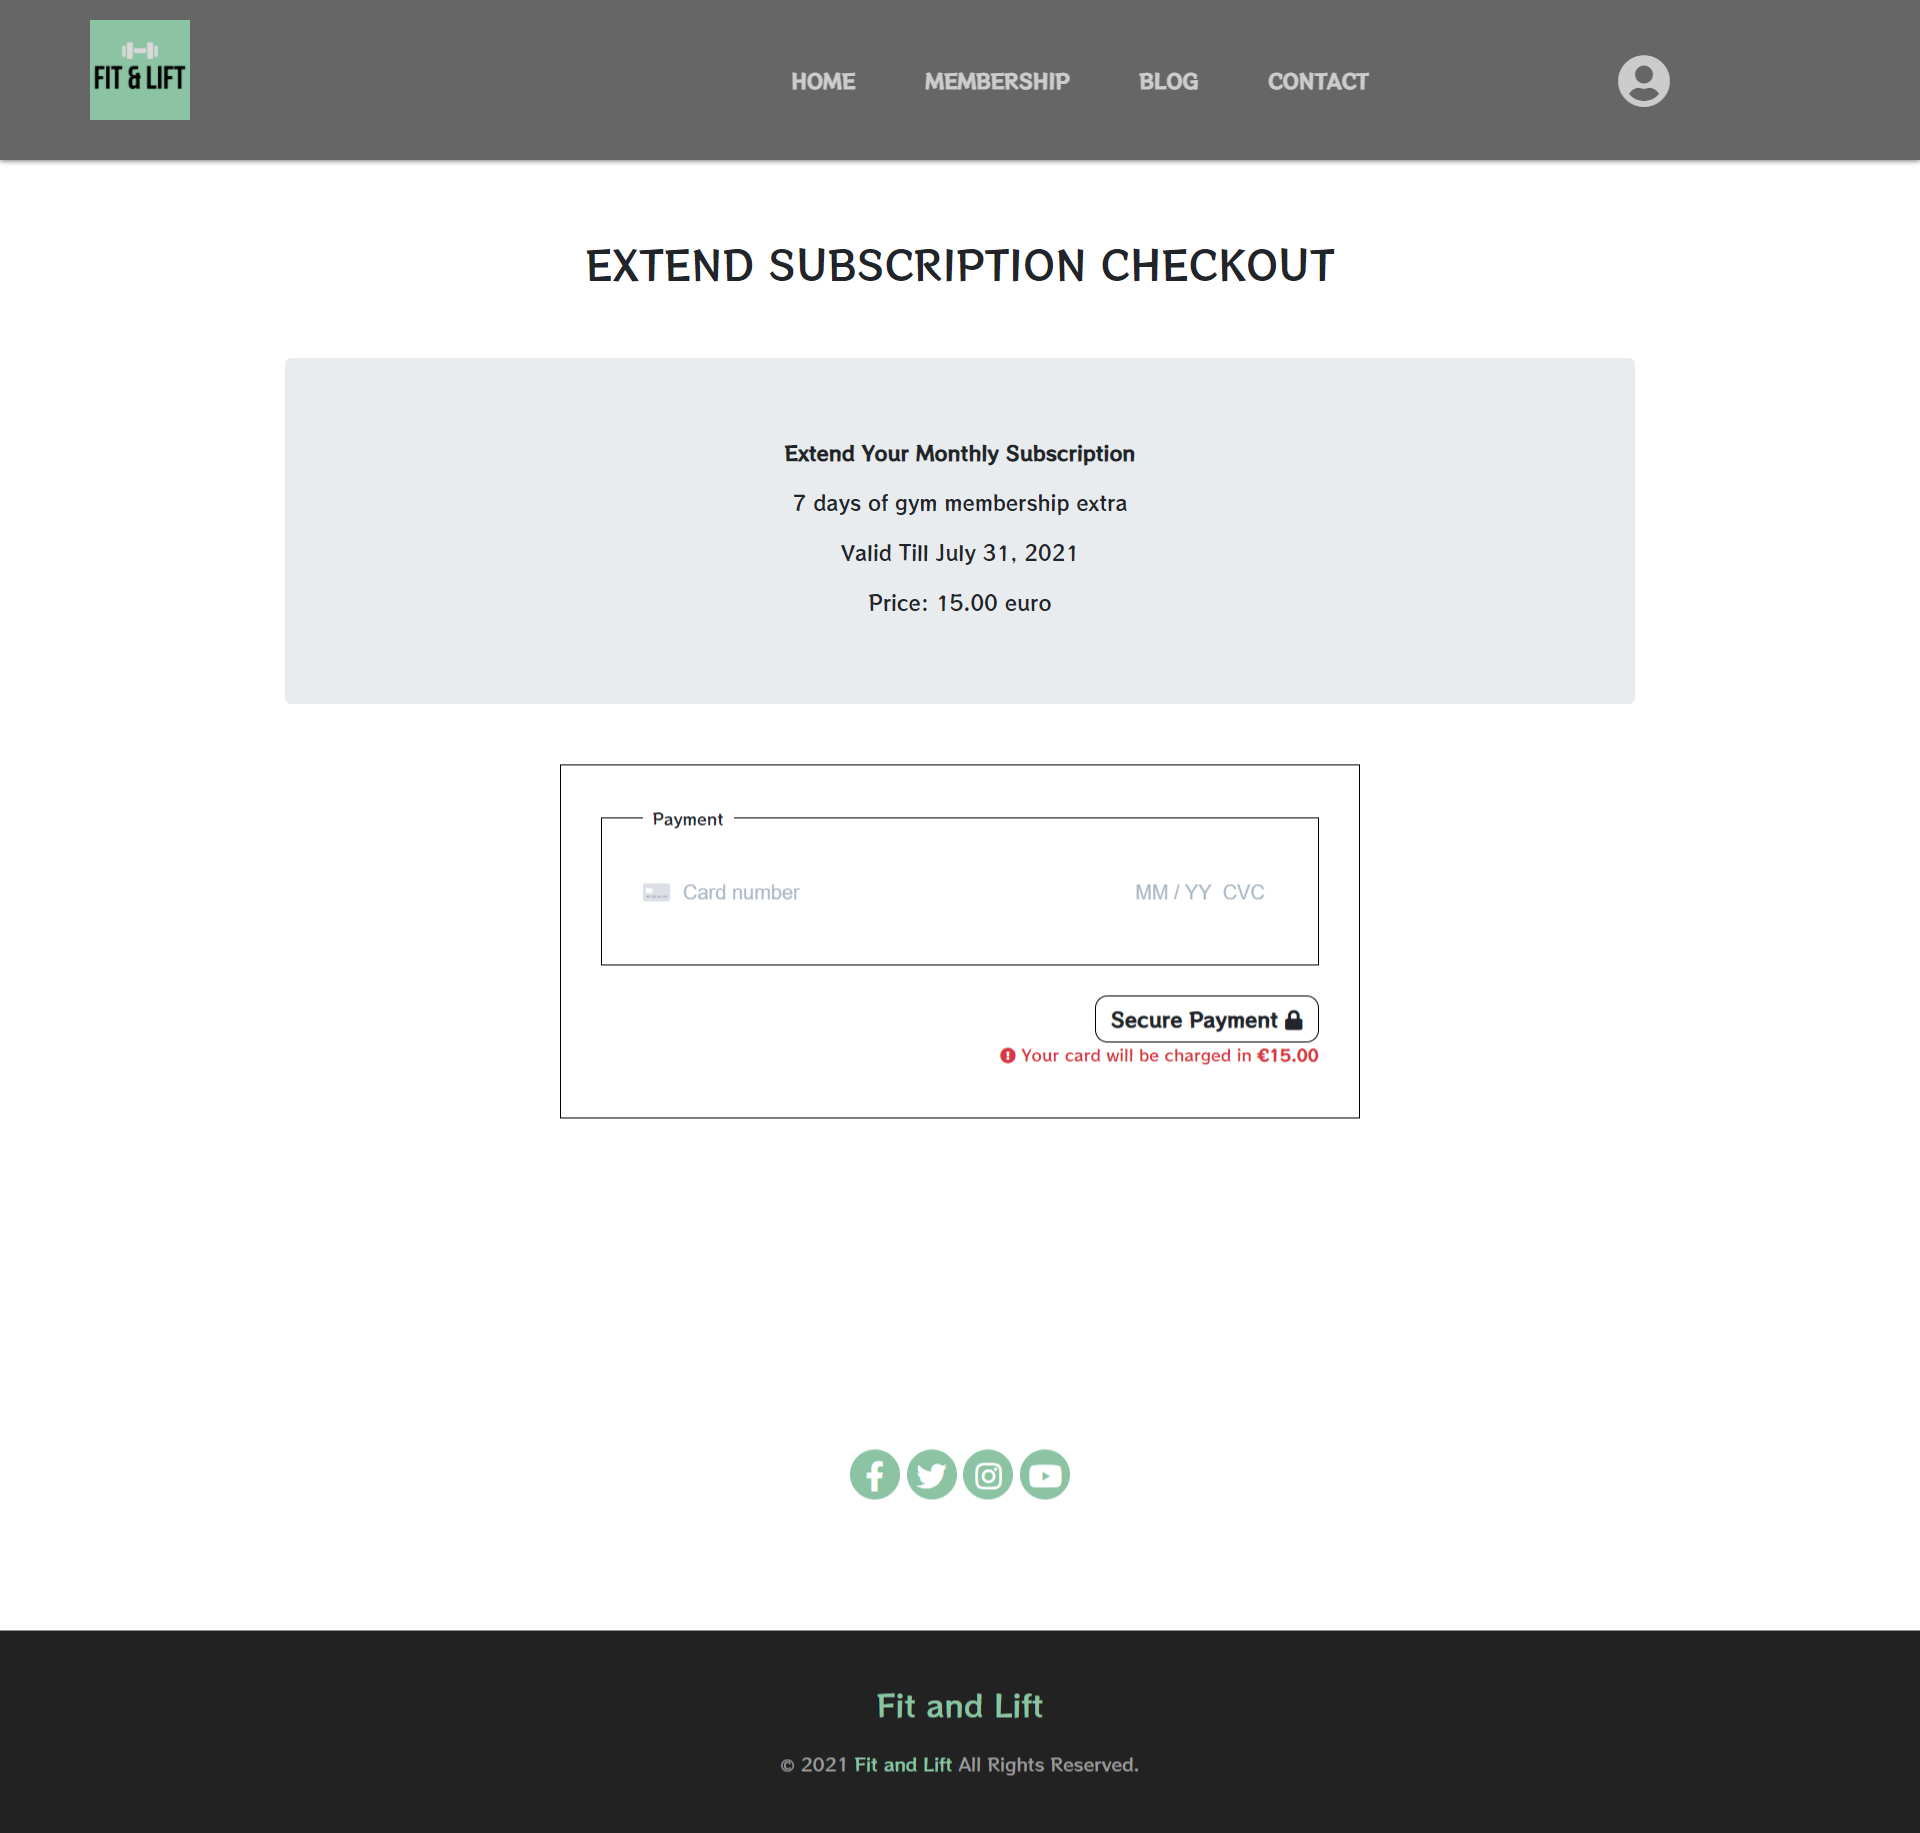 FIT & LIFT
HOME MEMBERSHIP BLOG CONTACT
EXTEND SUBSCRIPTION CHECKOUT
Extend Your Monthly Subscription
7 days of gym membership extra
Valid Till July 31, 2021
Price: 15.00 euro
Payment
Card number MM / YY CVC
Secure Payment
Your card will be charged in €15.00
Fit and Lift
© 2021 Fit and Lift All Rights Reserved.